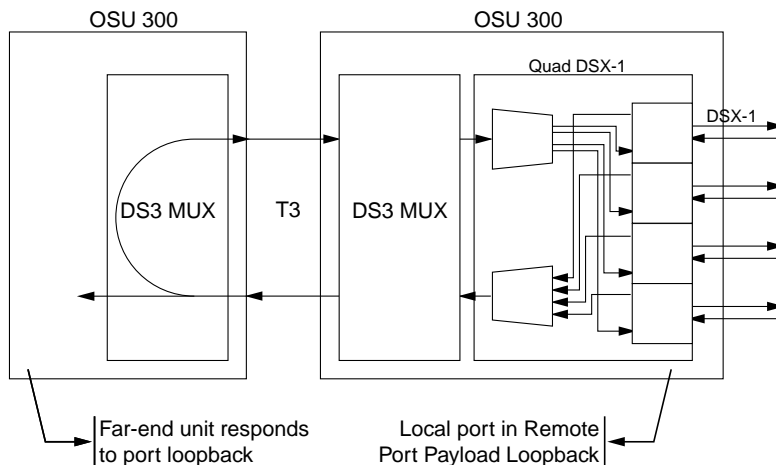 OSU 300
OSU 300
Quad DSX-1
DSX-1
DS3 MUX
T3
DS3 MUX
Far-end unit responds
to port loopback
Local port in Remote
Port Payload Loopback